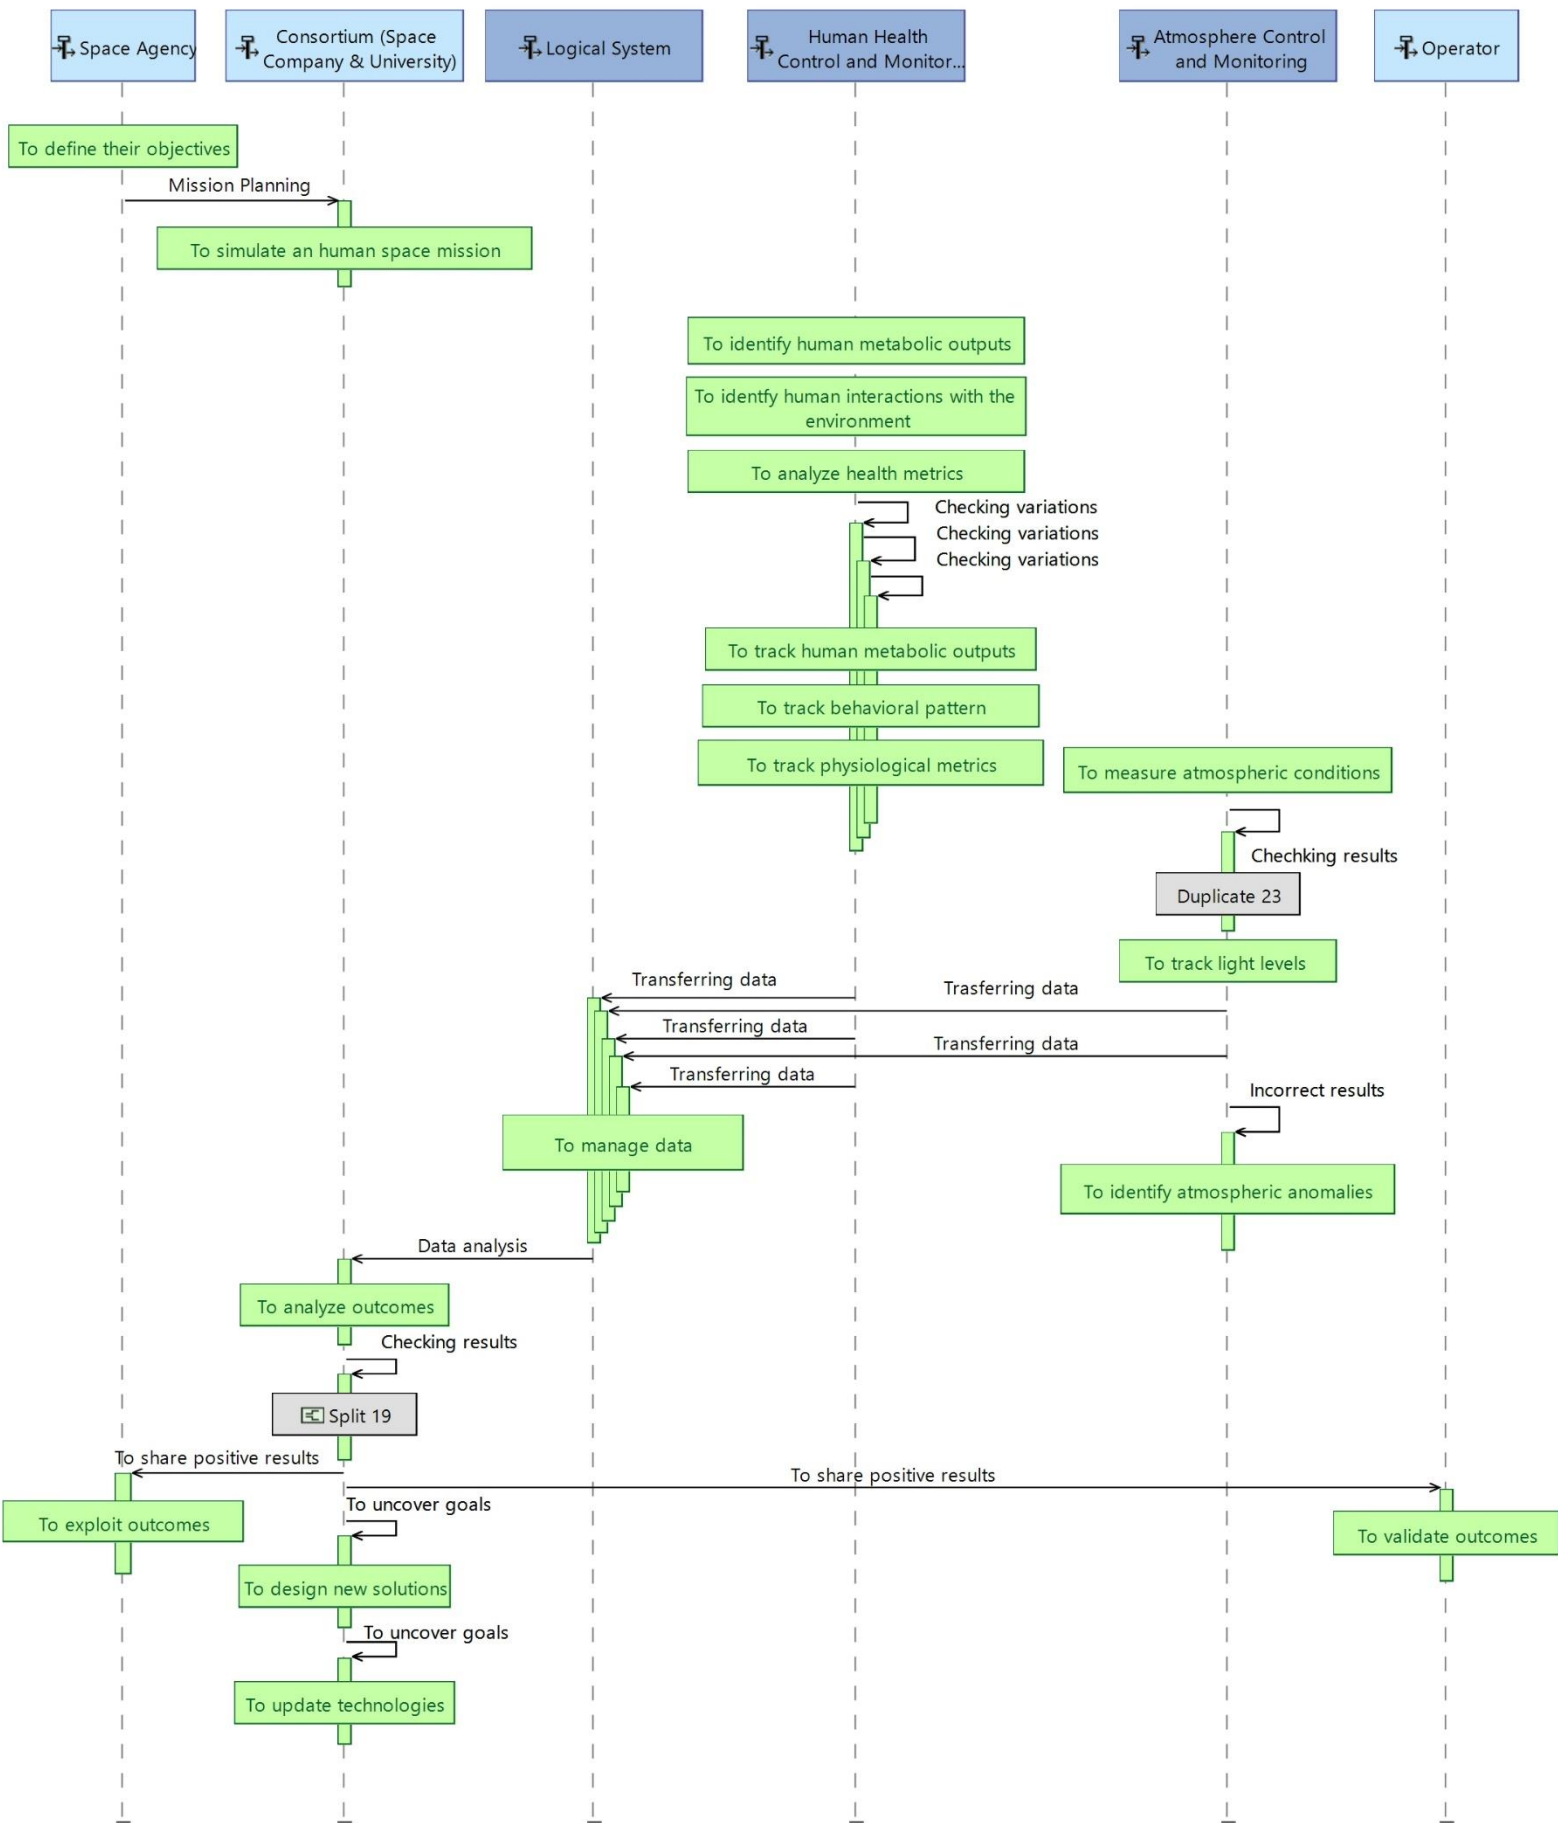 Space Agency
Consortium (Space
Company & University)
Logical System
Human Health
Control and Monitor...
Atmosphere Control
and Monitoring
Operator
To define their objectives
Mission Planning
To simulate an human space mission
To identify human metabolic outputs
To identfy human interactions with the
environment
To analyze health metrics
Checking variations
Checking variations
Checking variations
To track human metabolic outputs
To track behavioral pattern
To track physiological metrics
To measure atmospheric conditions
Chechking results
Duplicate 23
To track light levels
Transferring data
Trasferring data
Transferring data
Transferring data
Transferring data
Incorrect results
To manage data
To identify atmospheric anomalies
Data analysis
To analyze outcomes
Checking results
Split 19
To share positive results
To share positive results
To uncover goals
To exploit outcomes
To validate outcomes
To design new solutions
To uncover goals
To update technologies